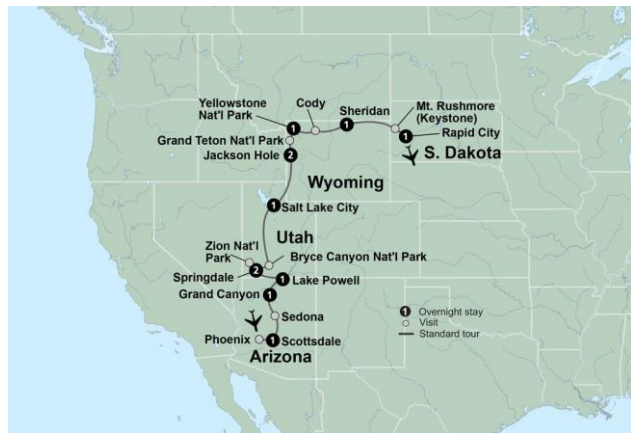 Yellowstone
Nat'l Park
1
Cody
Sheridan
1
Mt. Rushmore
(Keystone)
1
Rapid City
Grand Teton Nat'l Park
Jackson Hole
2
S. Dakota
Wyoming
1
Salt Lake City
Utah
Zion Nat'l
Park
Bryce Canyon Nat'l Park
Springdale
2
1
Lake Powell
Grand Canyon
1
Sedona
Phoenix
1
Scottsdale
Arizona
1 Overnight stay
Visit
Standard tour